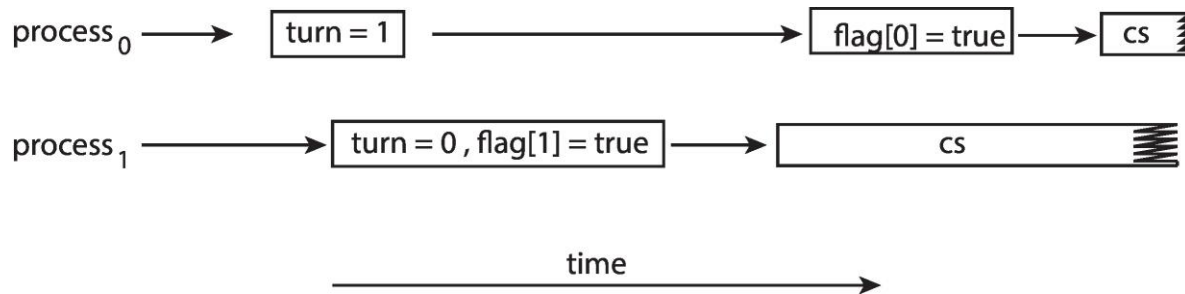 process₀ turn = 1 flag[0] = true cs
process₁ turn = 0 , flag[1] = true cs
time